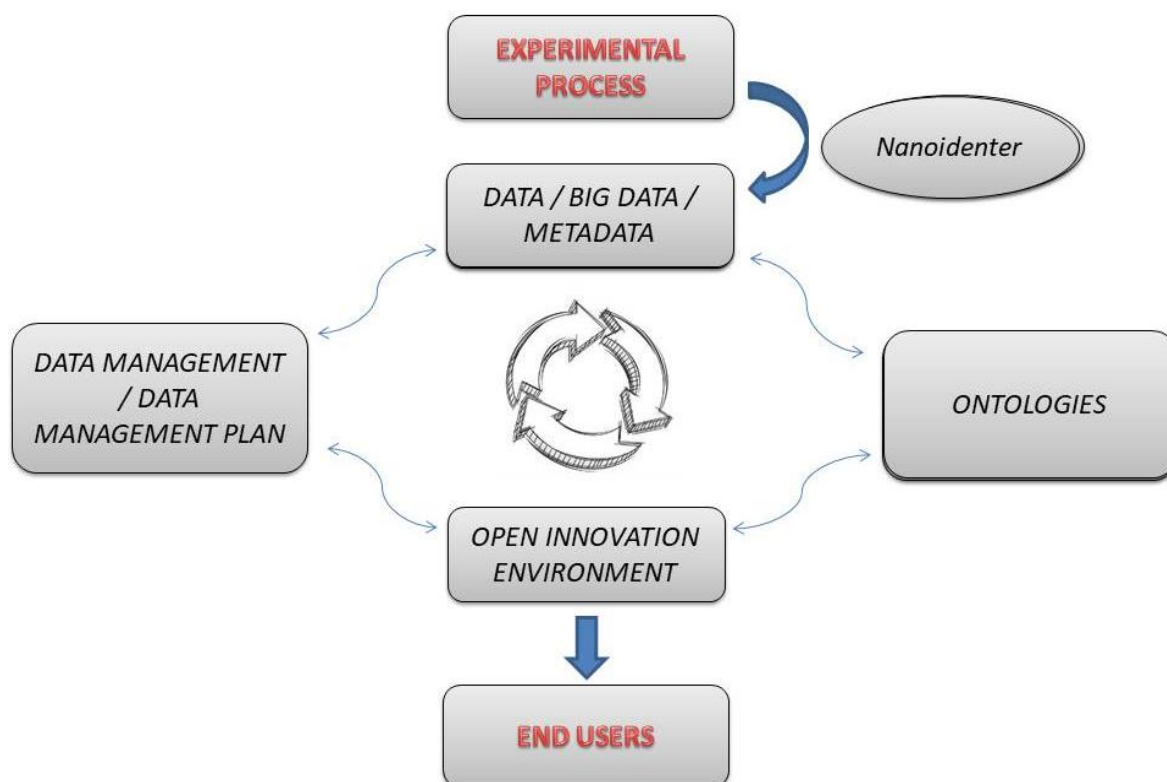 EXPERIMENTAL
PROCESS
Nanoidenter
DATA / BIG DATA /
METADATA
DATA MANAGEMENT
/ DATA
MANAGEMENT PLAN
ONTOLOGIES
OPEN INNOVATION
ENVIRONMENT
END USERS